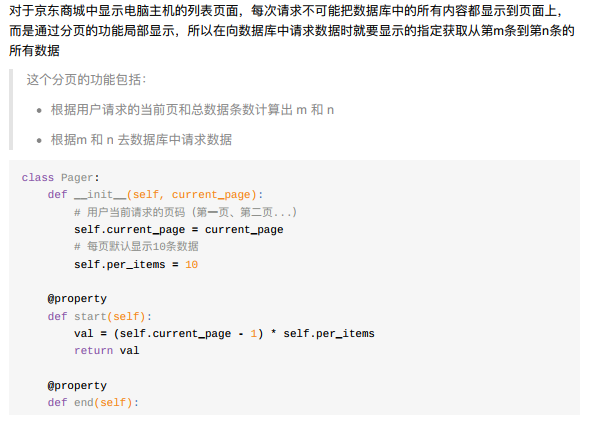 对于京东商城中显示电脑主机的列表页面，每次请求不可能把数据库中的所有内容都显示到页面上，
而是通过分页的功能局部显示，所以在向数据库中请求数据时就要显示的指定获取从第m条到第n条的
所有数据
这个分页的功能包括：
• 根据用户请求的当前页和总数据条数计算出 m 和 n
• 根据m 和 n 去数据库中请求数据
class Pager:
    def __init__(self, current_page):
        # 用户当前请求的页码（第一页、第二页...）
        self.current_page = current_page
        # 每页默认显示10条数据
        self.per_items = 10
    @property
    def start(self):
        val = (self.current_page - 1) * self.per_items
        return val
    @property
    def end(self):